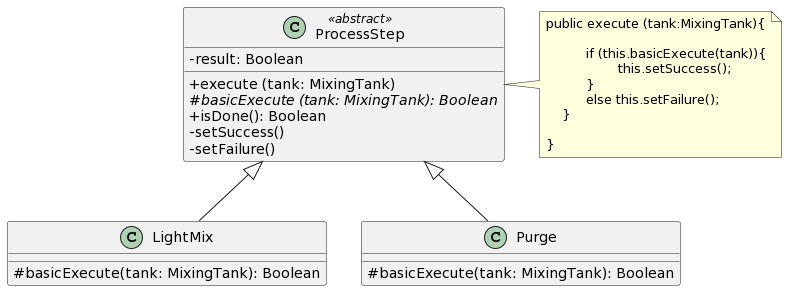 C
«abstract»
ProcessStep
-result: Boolean
+execute (tank: MixingTank)
#basicExecute (tank: MixingTank): Boolean
+isDone(): Boolean
-setSuccess()
-setFailure()
public execute (tank:MixingTank){
if (this.basicExecute(tank)){
this.setSuccess();
}
else this.setFailure();
}
}
C LightMix
#basicExecute(tank: MixingTank): Boolean
C Purge
#basicExecute(tank: MixingTank): Boolean